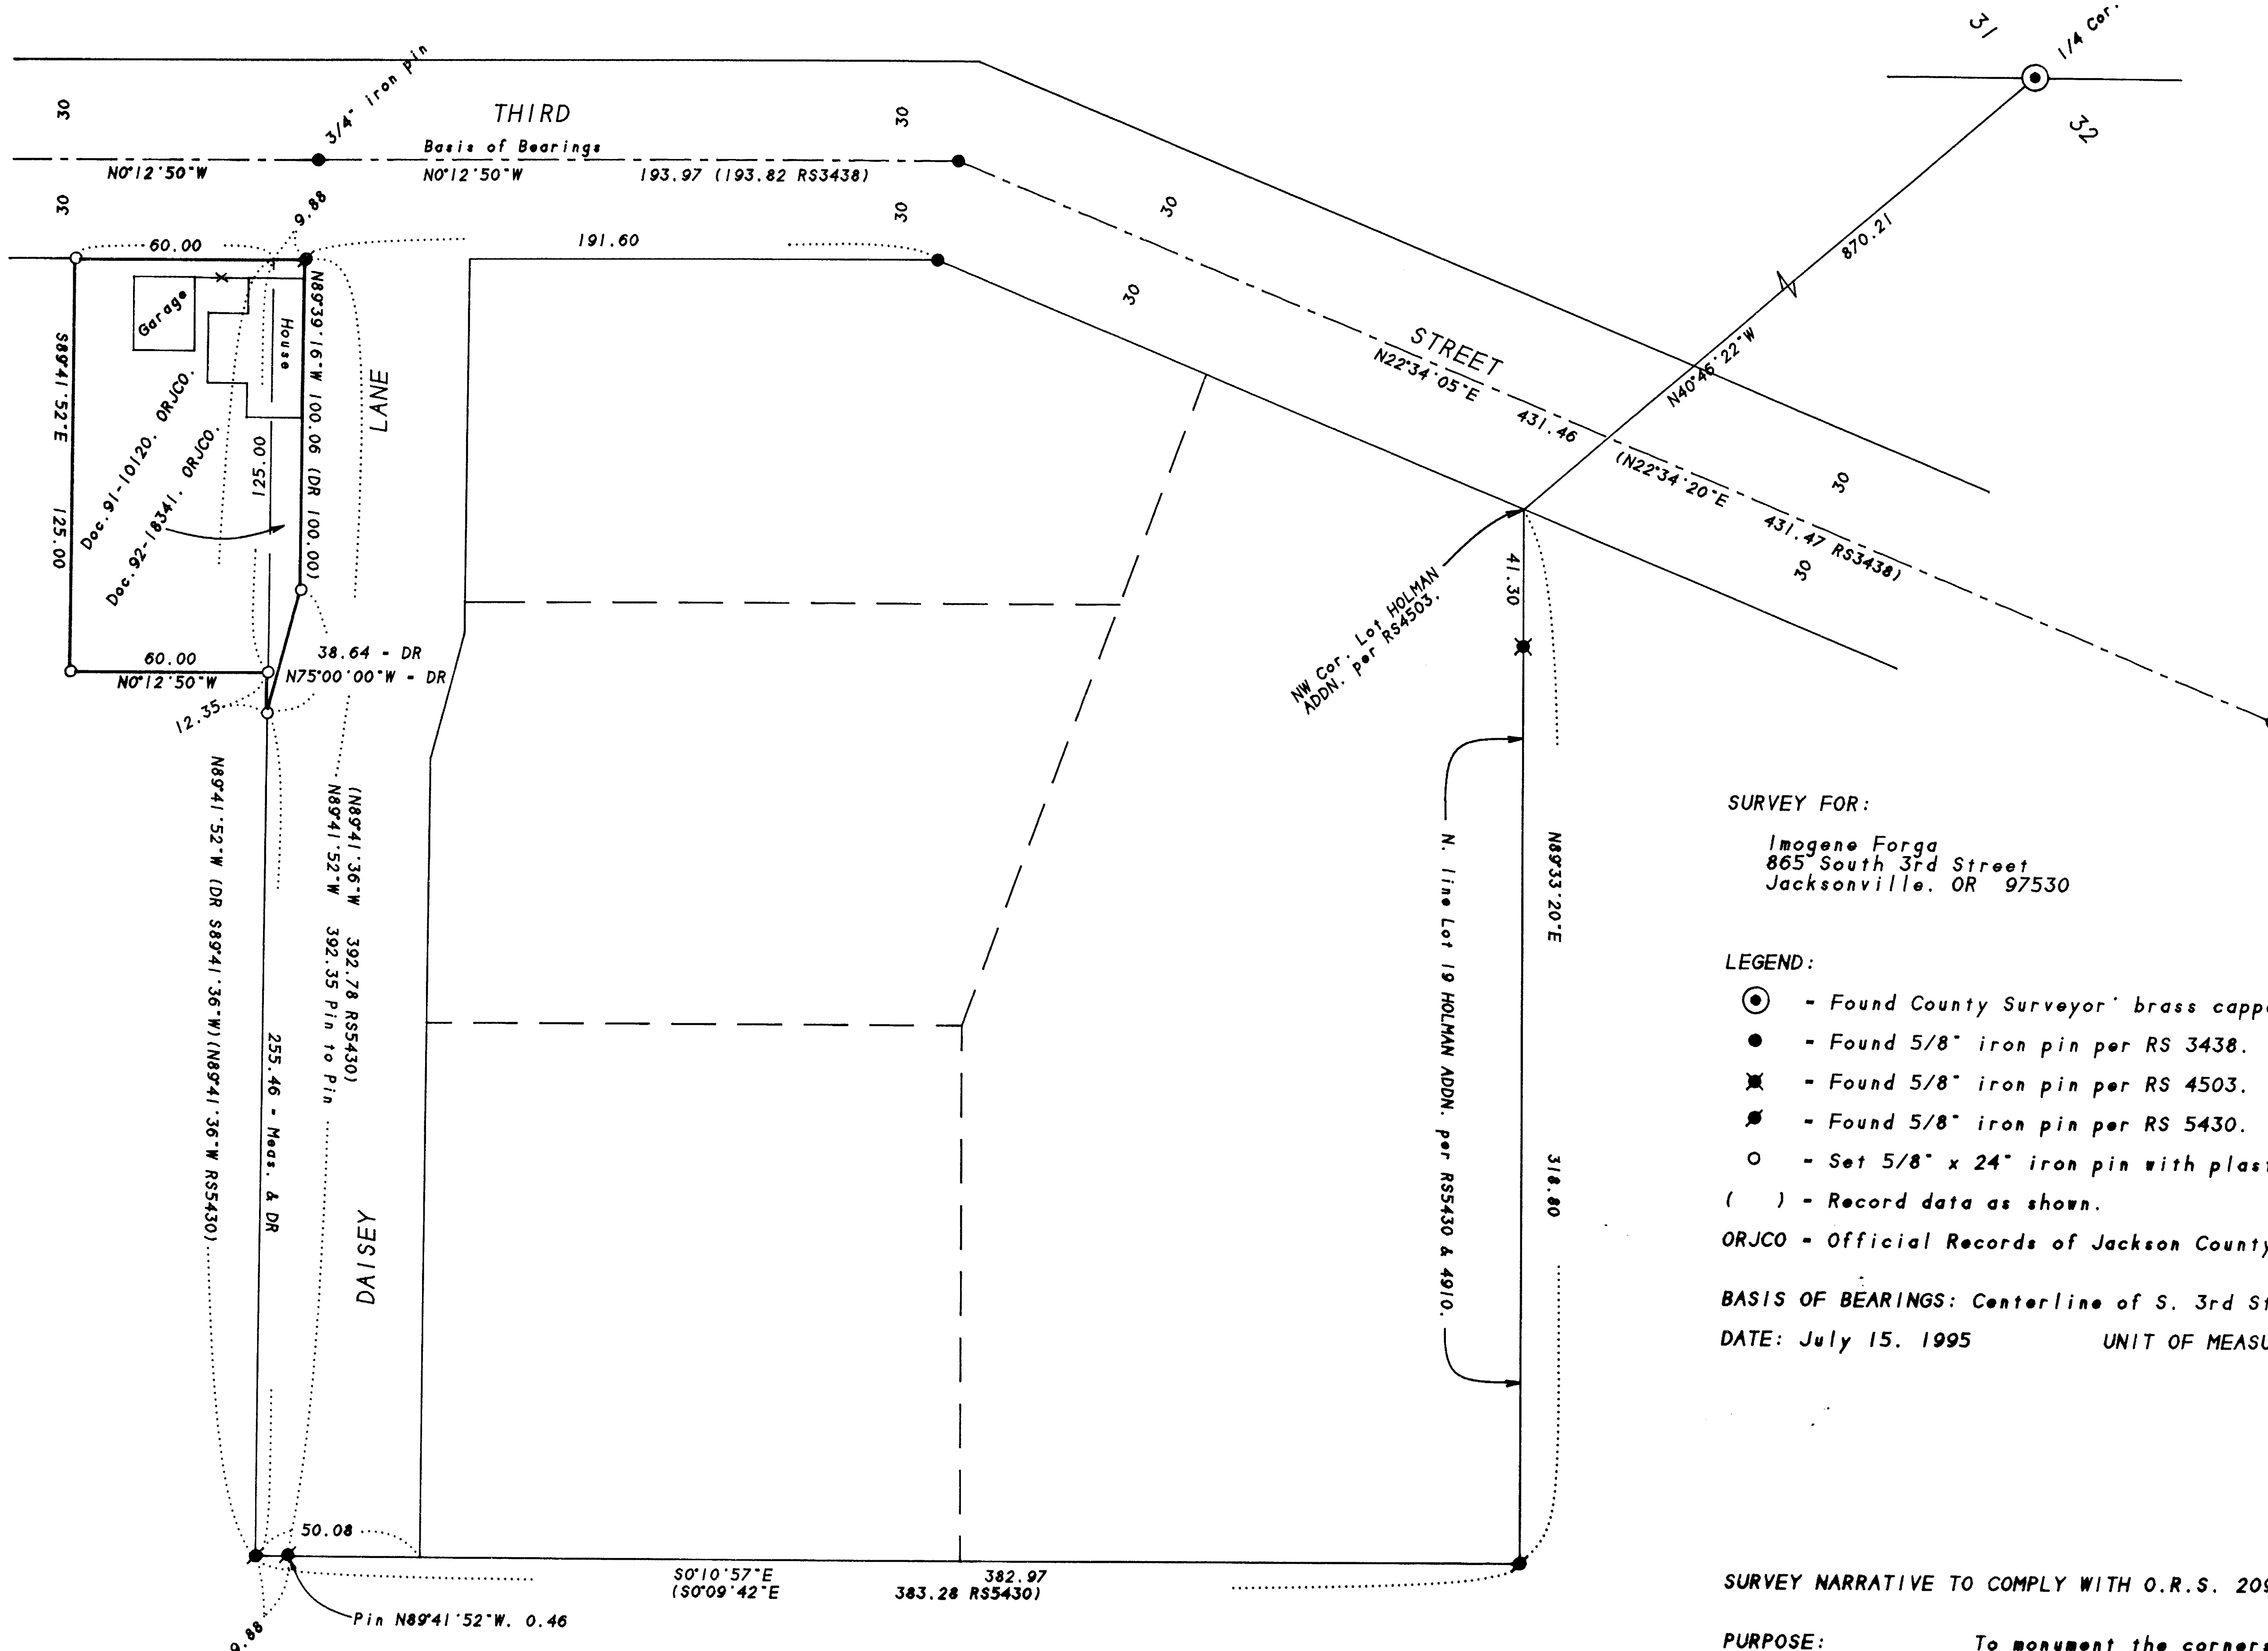 31
1/4 Cor.
32
3/4" iron pin
THIRD
Basis of Bearings
30
30
N0°12'50"W
N0°12'50"W
193.97 (193.82 RS3438)
30
30
9.88
60.00
191.60
30
30
STREET
N22°34'05"E
431.46
(N22°34'20"E
431.47 RS3438)
30
30
870.21
N40°46'22"W
Garage
House
N89°39'16"W 100.06 (DR 100.00)
LANE
S89°41'52"E 125.00
Doc.91-10120. ORJCO.
Doc.92-18341. ORJCO.
125.00
60.00
N0°12'50"W
38.64 - DR
N75°00'00"W - DR
12.35
NW Cor. Lot HOLMAN
ADDN. per RS4503.
41.30
N89°41'52"W (DR S89°41'36"W)(N89°41'36"W RS5430)
(N89°41'36"W 392.78 RS5430)
N89°41'52"W 392.35 Pin to Pin
255.46 - Meas. & DR
DAISEY
N. line Lot 19 HOLMAN ADDN. per RS5430 & 4910.
N89°33'20"E
318.80
50.08
S0°10'57"E 382.97
(S0°09'42"E 383.28 RS5430)
Pin N89°41'52"W. 0.46
9.88
SURVEY FOR:
Imogene Forga
865 South 3rd Street
Jacksonville. OR 97530
LEGEND:
- Found County Surveyor' brass capp
- Found 5/8" iron pin per RS 3438.
- Found 5/8" iron pin per RS 4503.
- Found 5/8" iron pin per RS 5430.
- Set 5/8" x 24" iron pin with plast
( ) - Record data as shown.
ORJCO - Official Records of Jackson County
BASIS OF BEARINGS: Centerline of S. 3rd St
DATE: July 15. 1995 UNIT OF MEASU
SURVEY NARRATIVE TO COMPLY WITH O.R.S. 209
PURPOSE: To monument the corners